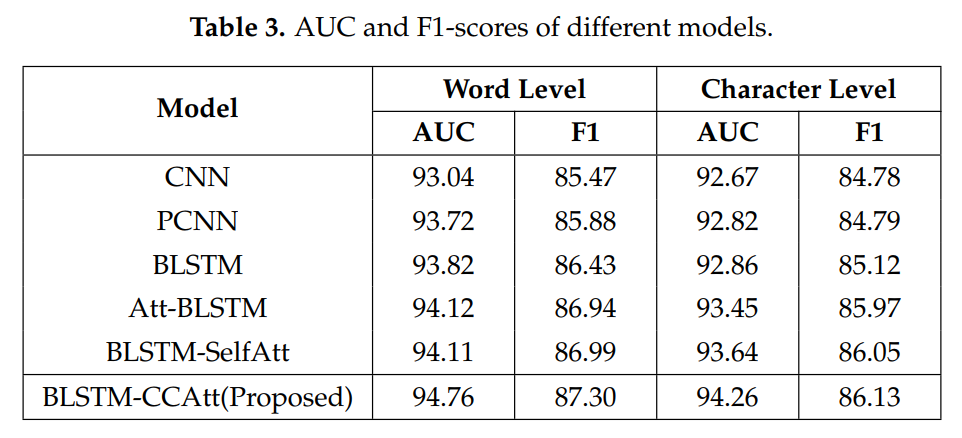 Table 3. AUC and F1-scores of different models.
Model Word Level Character Level
AUC F1 AUC F1
CNN 93.04 85.47 92.67 84.78
PCNN 93.72 85.88 92.82 84.79
BLSTM 93.82 86.43 92.86 85.12
Att-BLSTM 94.12 86.94 93.45 85.97
BLSTM-SelfAtt 94.11 86.99 93.64 86.05
BLSTM-CCAtt(Proposed) 94.76 87.30 94.26 86.13